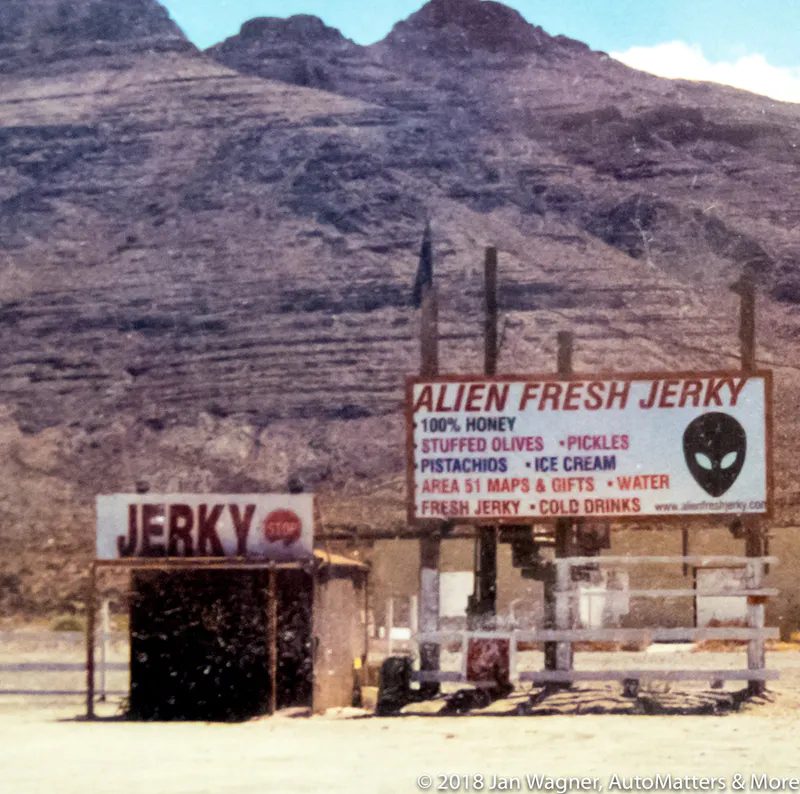 ALIEN FRESH JERKY
• 100% HONEY
STUFFED OLIVES • PICKLES
• PISTACHIOS • ICE CREAM
• AREA 51 MAPS & GIFTS • WATER
• FRESH JERKY • COLD DRINKS
www.alienfreshjerky.com
JERKY STOP
© 2018 Jan Wagner, AutoMatters & More